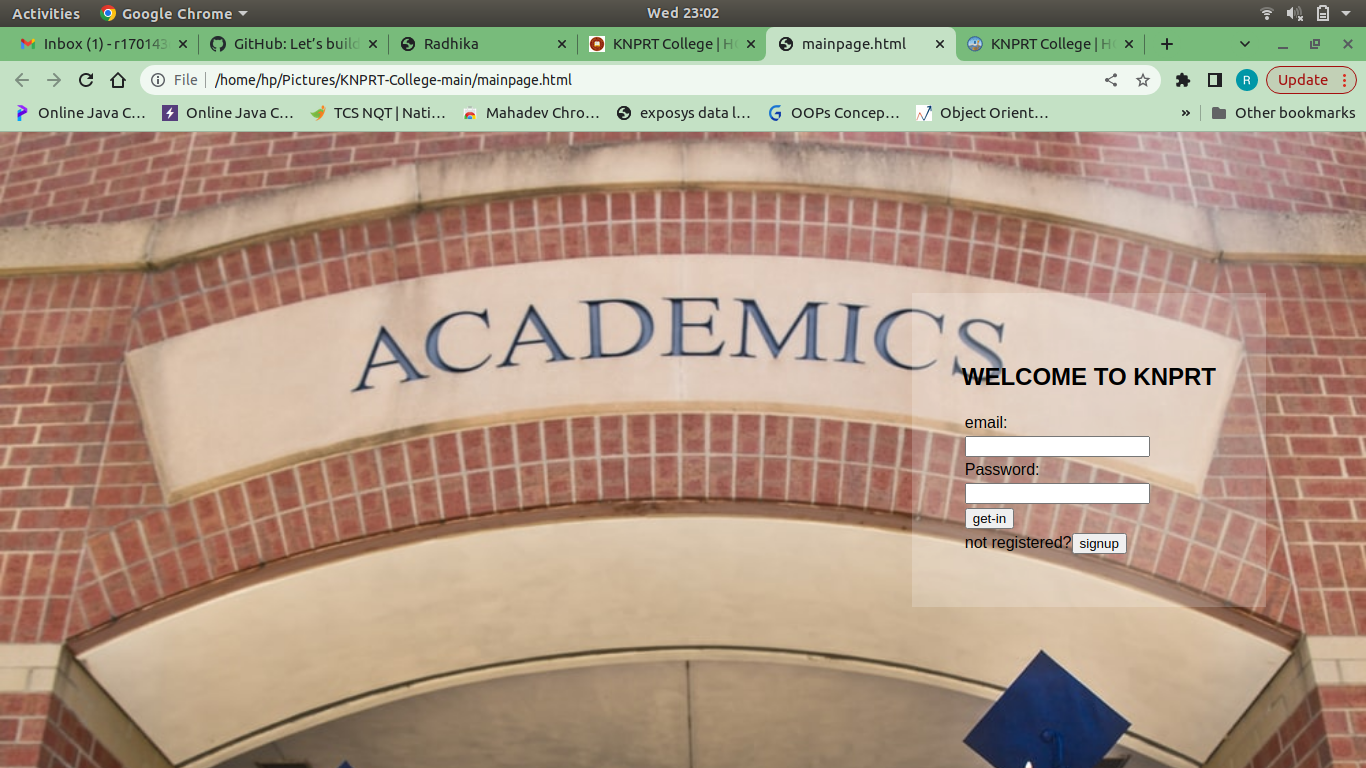 Activities Google Chrome Wed 23:02
Inbox (1) - r17014 GitHub: Let's build Radhika KNPRT College | H mainpage.html KNPRT College | H
File /home/hp/Pictures/KNPRT-College-main/mainpage.html R Update
Online Java C... Online Java C... TCS NQT | Nati... Mahadev Chro... exposys data l... OOPs Concep... Object Orient... » Other bookmarks
ACADEMICS
WELCOME TO KNPRT
email:
Password:
get-in
not registered? signup